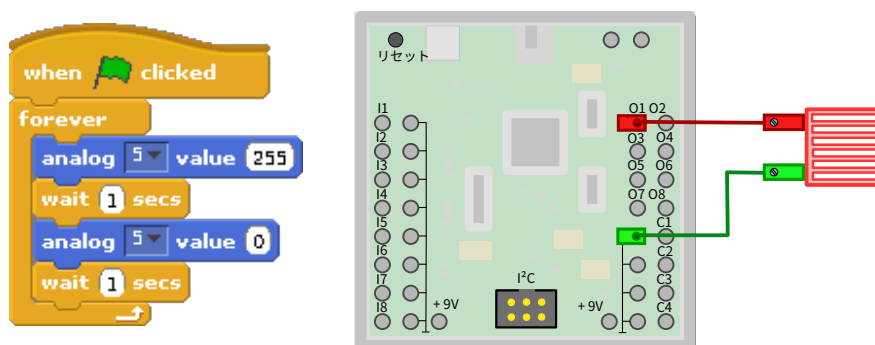 when clicked
forever
analog 5 value 255
wait 1 secs
analog 5 value 0
wait 1 secs
リセット
I1
I2
I3
I4
I5
I6
I7
I8
+9V
I²C
O1 O2
O3 O4
O5 O6
O7 O8
C1
C2
C3
C4
+9V